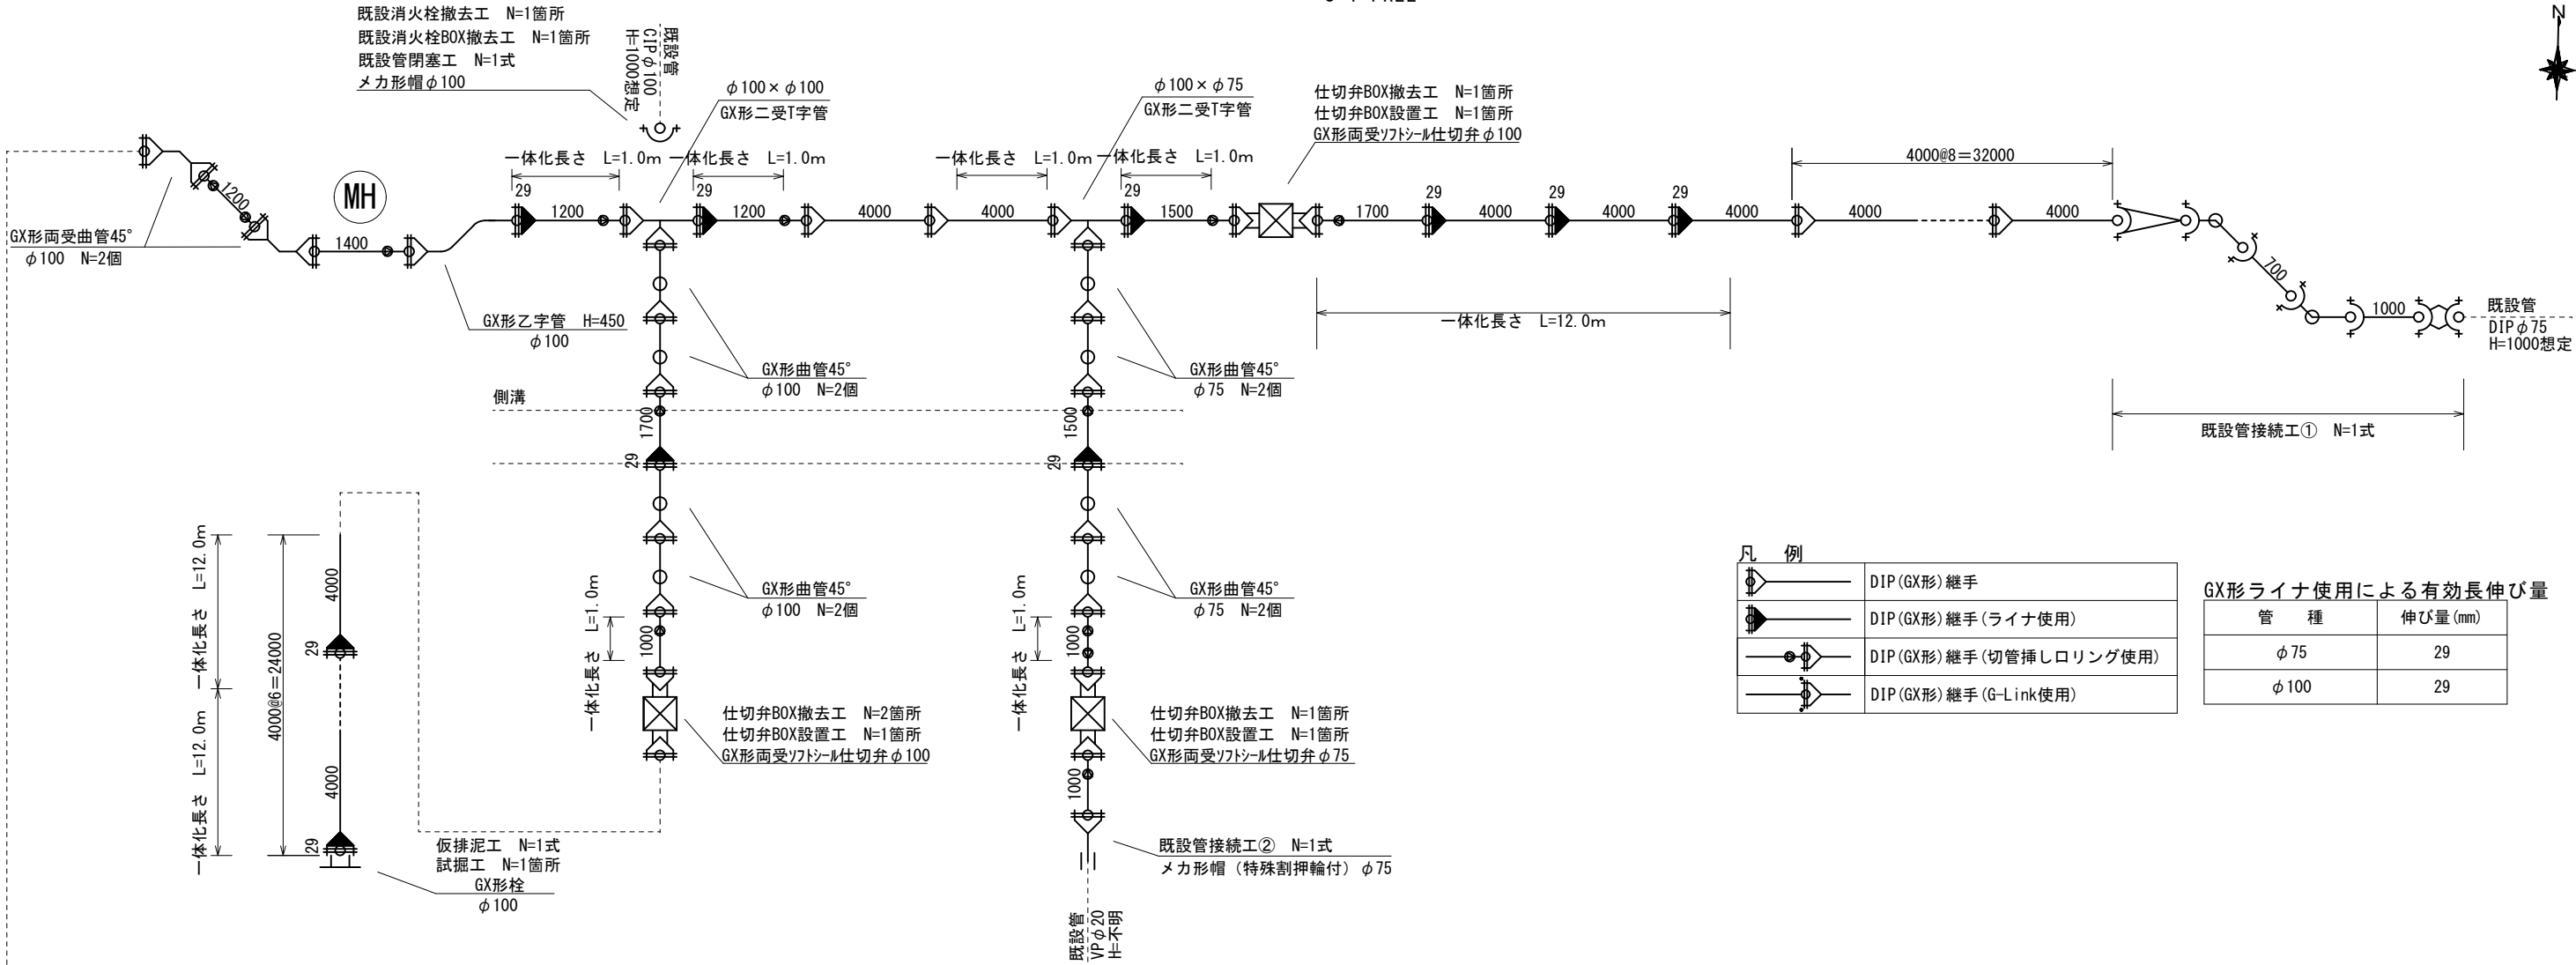 既設消火栓撤去工 N=1箇所
既設消火栓BOX撤去工 N=1箇所
既設管閉塞工 N=1式
メカ形帽φ100
既設管
CIPφ100
H=1000想定
φ100×φ100
GX形二受T字管
φ100×φ75
GX形二受T字管
仕切弁BOX撤去工 N=1箇所
仕切弁BOX設置工 N=1箇所
GX形両受ソフトシール仕切弁φ100
N
一体化長さ L=1.0m
一体化長さ L=1.0m
一体化長さ L=1.0m
一体化長さ L=1.0m
4000@8=32000
MH
1200
29
1200
29
1200
4000
4000
29
1500
1700
29
4000
29
4000
29
4000
4000
4000
GX形両受曲管45°
φ100 N=2個
1400
GX形乙字管 H=450
φ100
一体化長さ L=12.0m
700
1000
既設管
DIPφ75
H=1000想定
既設管接続工① N=1式
GX形曲管45°
φ100 N=2個
GX形曲管45°
φ75 N=2個
側溝
1700
29
1500
29
GX形曲管45°
φ100 N=2個
GX形曲管45°
φ75 N=2個
一体化長さ L=1.0m
1000
一体化長さ L=1.0m
1000
一体化長さ L=12.0m
一体化長さ L=12.0m
4000@6=24000
4000
29
4000
29
仕切弁BOX撤去工 N=2箇所
仕切弁BOX設置工 N=1箇所
GX形両受ソフトシール仕切弁φ100
仕切弁BOX撤去工 N=1箇所
仕切弁BOX設置工 N=1箇所
GX形両受ソフトシール仕切弁φ75
1000
仮排泥工 N=1式
試掘工 N=1箇所
GX形栓
φ100
既設管接続工② N=1式
メカ形帽（特殊割押輪付）φ75
既設管
VPφ20
H=不明
凡 例
DIP(GX形)継手
DIP(GX形)継手(ライナ使用)
DIP(GX形)継手(切管挿しロリング使用)
DIP(GX形)継手(G-Link使用)
GX形ライナ使用による有効長伸び量
管 種 伸び量(mm)
φ75 29
φ100 29